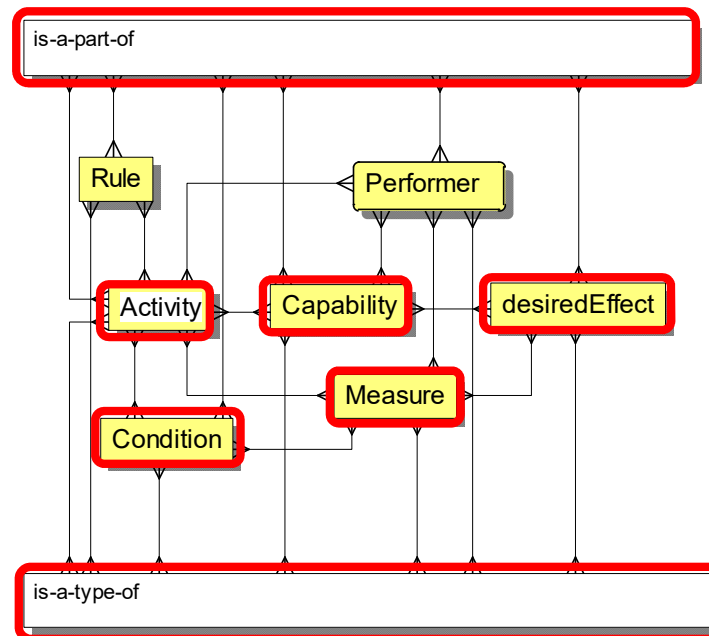 is-a-part-of
Rule
Performer
Activity
Capability
desiredEffect
Measure
Condition
is-a-type-of